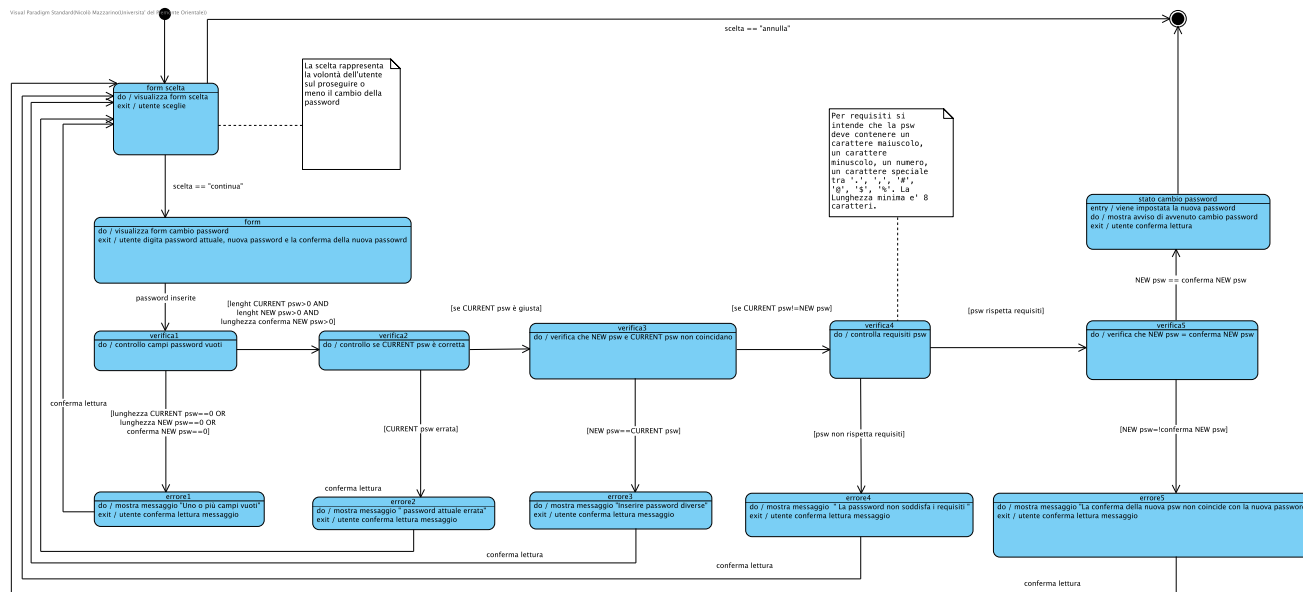 Visual Paradigm Standard(Nicolò Mazzarino(Universita' del Piemonte Orientale))
scelta == "annulla"
form scelta
do / visualizza form scelta
exit / utente sceglie
La scelta rappresenta
la volontà dell'utente
sul proseguire o
meno il cambio della
password
Per requisiti si
intende che la psw
deve contenere un
carattere maiuscolo,
un carattere
minuscolo, un numero,
un carattere speciale
tra '.', ',', '#',
'@', '$', '%'. La
Lunghezza minima e' 8
caratteri.
scelta == "continua"
stato cambio password
entry / viene impostata la nuova password
do / mostra avviso di avvenuto cambio password
exit / utente conferma lettura
form
do / visualizza form cambio password
exit / utente digita password attuale, nuova password e la conferma della nuova passowrd
NEW psw == conferma NEW psw
password inserite
[lenght CURRENT psw>0 AND
lenght NEW psw>0 AND
lunghezza conferma NEW psw>0]
[se CURRENT psw è giusta]
[se CURRENT psw!=NEW psw]
[psw rispetta requisiti]
verifica1
do / controllo campi password vuoti
verifica2
do / controllo se CURRENT psw è corretta
verifica3
do / verifica che NEW psw e CURRENT psw non coincidano
verifica4
do / controlla requisiti psw
verifica5
do / verifica che NEW psw = conferma NEW psw
conferma lettura
[lunghezza CURRENT psw==0 OR
lunghezza NEW psw==0 OR
conferma NEW psw==0]
[CURRENT psw errata]
[NEW psw==CURRENT psw]
[psw non rispetta requisiti]
[NEW psw=!conferma NEW psw]
errore1
do / mostra messaggio "Uno o più campi vuoti"
exit / utente conferma lettura messaggio
conferma lettura
errore2
do / mostra messaggio " password attuale errata"
exit / utente conferma lettura messaggio
errore3
do / mostra messaggio "Inserire password diverse"
exit / utente conferma lettura messaggio
errore4
do / mostra messaggio  " La passsword non soddisfa i requisiti "
exit / utente conferma lettura messaggio
errore5
do / mostra messaggio "La conferma della nuova psw non coincide con la nuova passwor
exit / utente conferma lettura messaggio
conferma lettura
conferma lettura
conferma lettura